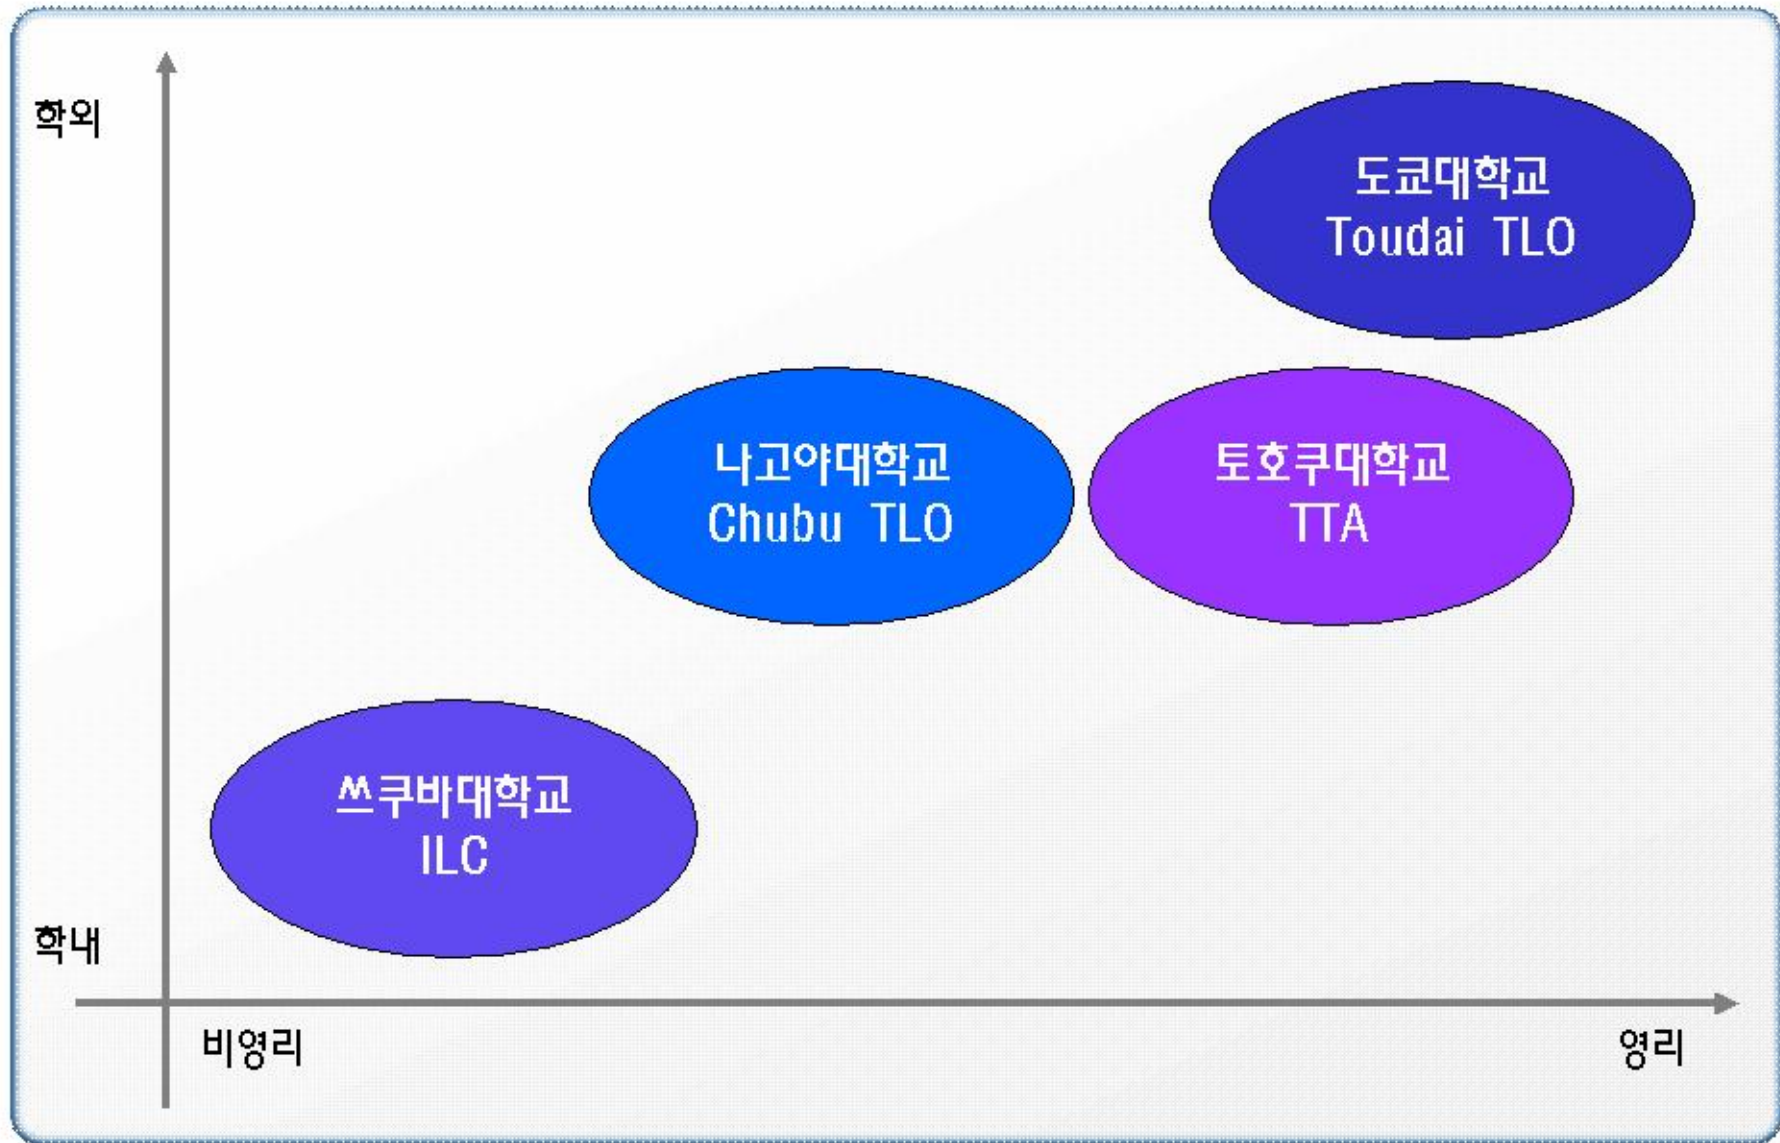 학외
도쿄대학교
Toudai TLO
나고야대학교
Chubu TLO
토호쿠대학교
TTA
쯔쿠바대학교
ILC
학내
비영리
영리